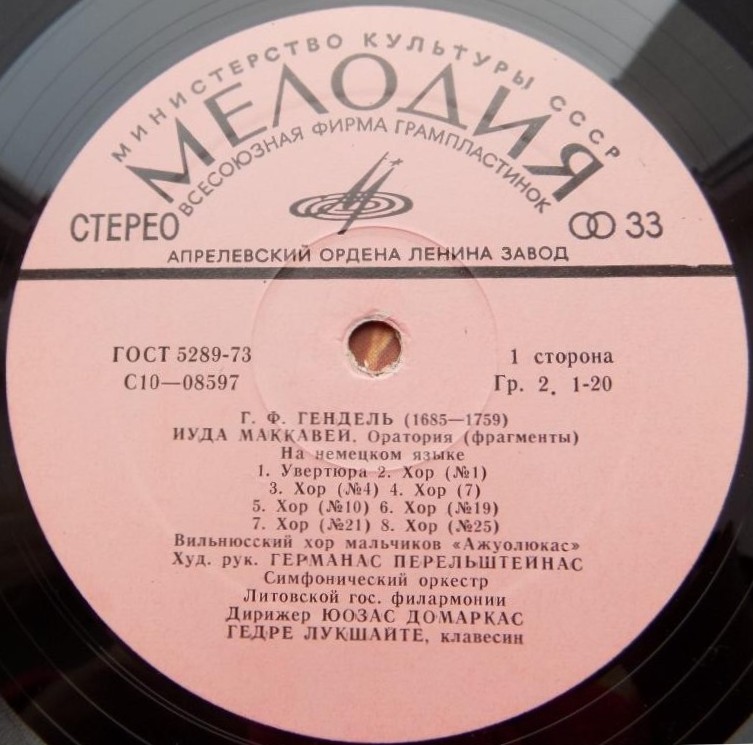 МИНИСТЕРСТВО КУЛЬТУРЫ СССР
МЕЛОДИЯ
ВСЕСОЮЗНАЯ ФИРМА ГРАМПЛАСТИНОК
СТЕРЕО 33
АПРЕЛЕВСКИЙ ОРДЕНА ЛЕНИНА ЗАВОД
ГОСТ 5289-73 1 сторона
С10—08597 Гр. 2. 1-20
Г. Ф. ГЕНДЕЛЬ (1685—1759)
ИУДА МАККАВЕЙ. Оратория (фрагменты)
На немецком языке
1. Увертюра 2. Хор (№1)
3. Хор (№4) 4. Хор (7)
5. Хор (№10) 6. Хор (№19)
7. Хор (№21) 8. Хор (№25)
Вильнюсский хор мальчиков «Ажуолюкас»
Худ. рук. ГЕРМАНАС ПЕРЕЛЬШТЕЙНАС
Симфонический оркестр
Литовской гос. филармонии
Дирижер ЮОЗАС ДОМАРКАС
ГЕДРЕ ЛУКШАЙТЕ, клавесин